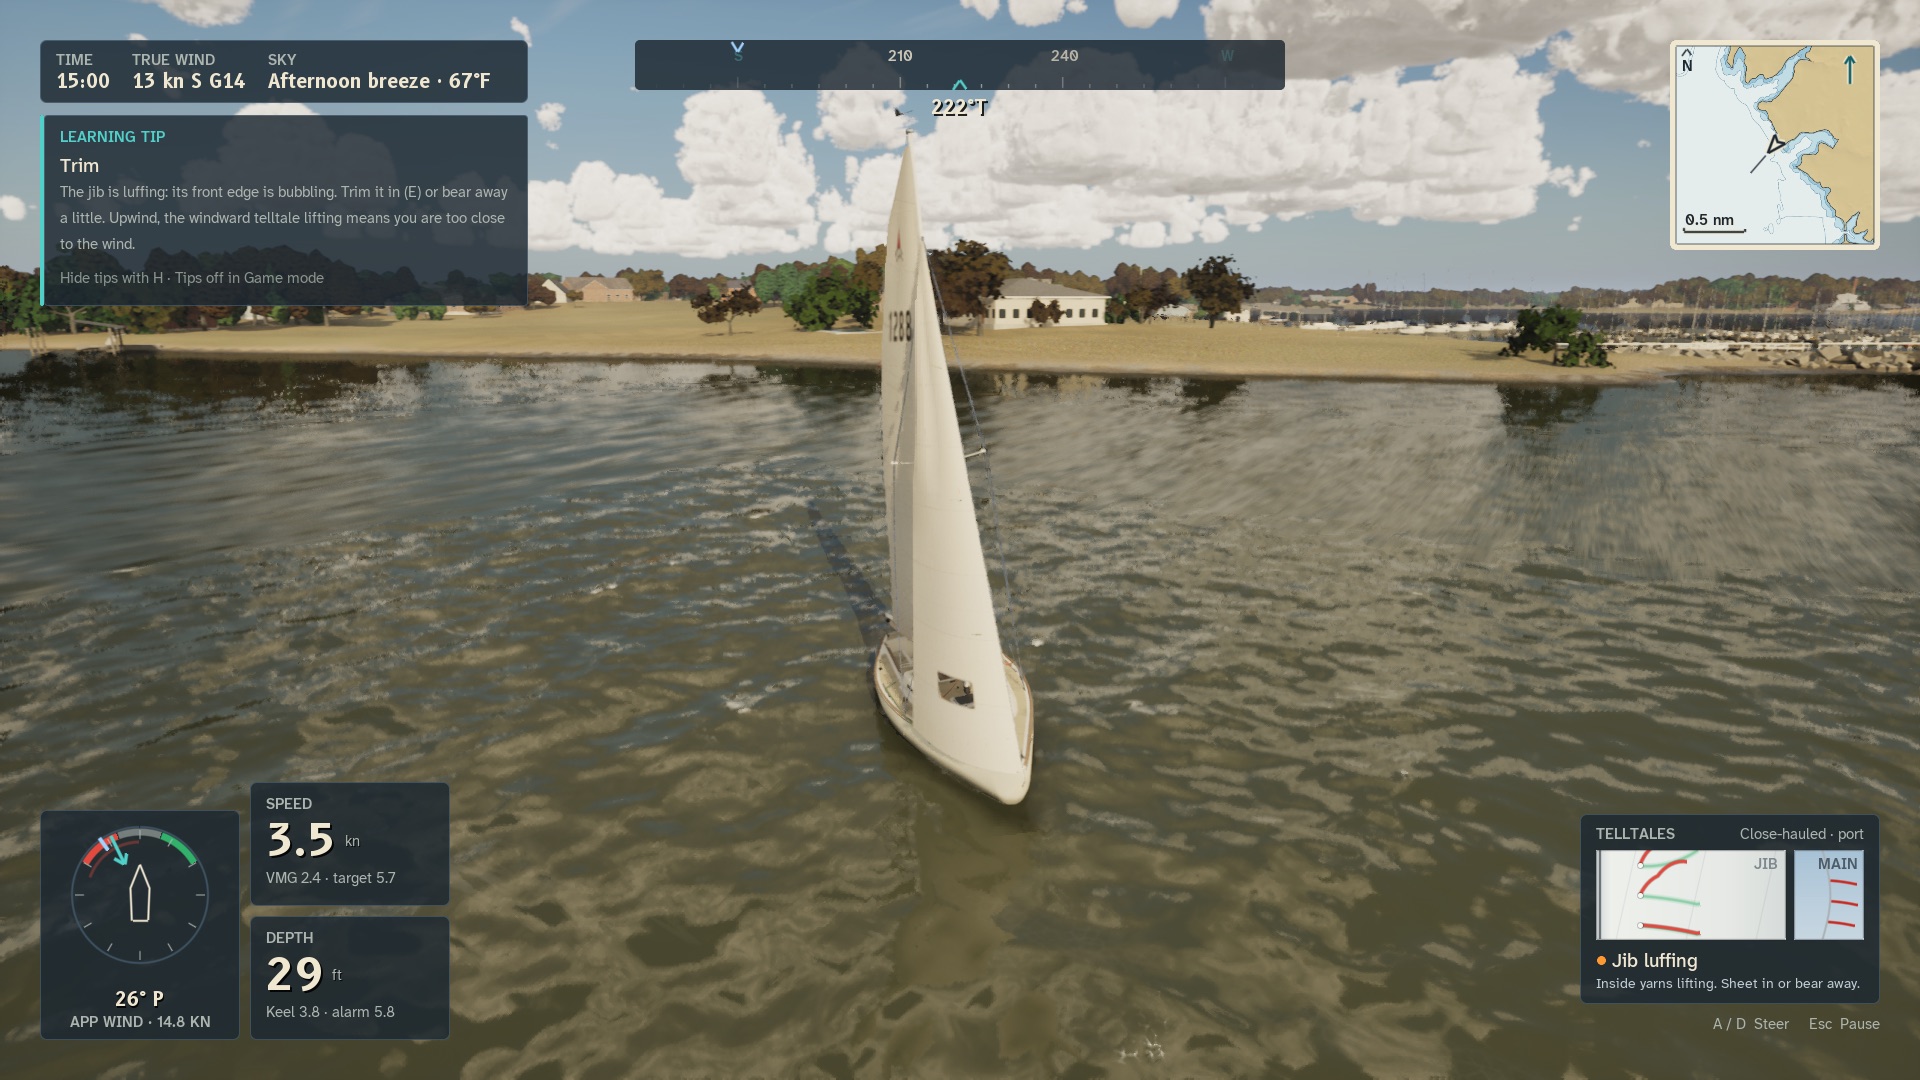 TIME TRUE WIND SKY
15:00 13 kn S G14 Afternoon breeze · 67°F
S 210 240 W
222°T
N
0.5 nm
LEARNING TIP
Trim
The jib is luffing: its front edge is bubbling. Trim it in (E) or bear away
a little. Upwind, the windward telltale lifting means you are too close
to the wind.
Hide tips with H · Tips off in Game mode
1288
SPEED
3.5 kn
VMG 2.4 · target 5.7
DEPTH
29 ft
Keel 3.8 · alarm 5.8
26° P
APP WIND · 14.8 KN
TELLTALES Close-hauled · port
JIB MAIN
Jib luffing
Inside yarns lifting. Sheet in or bear away.
A / D Steer Esc Pause